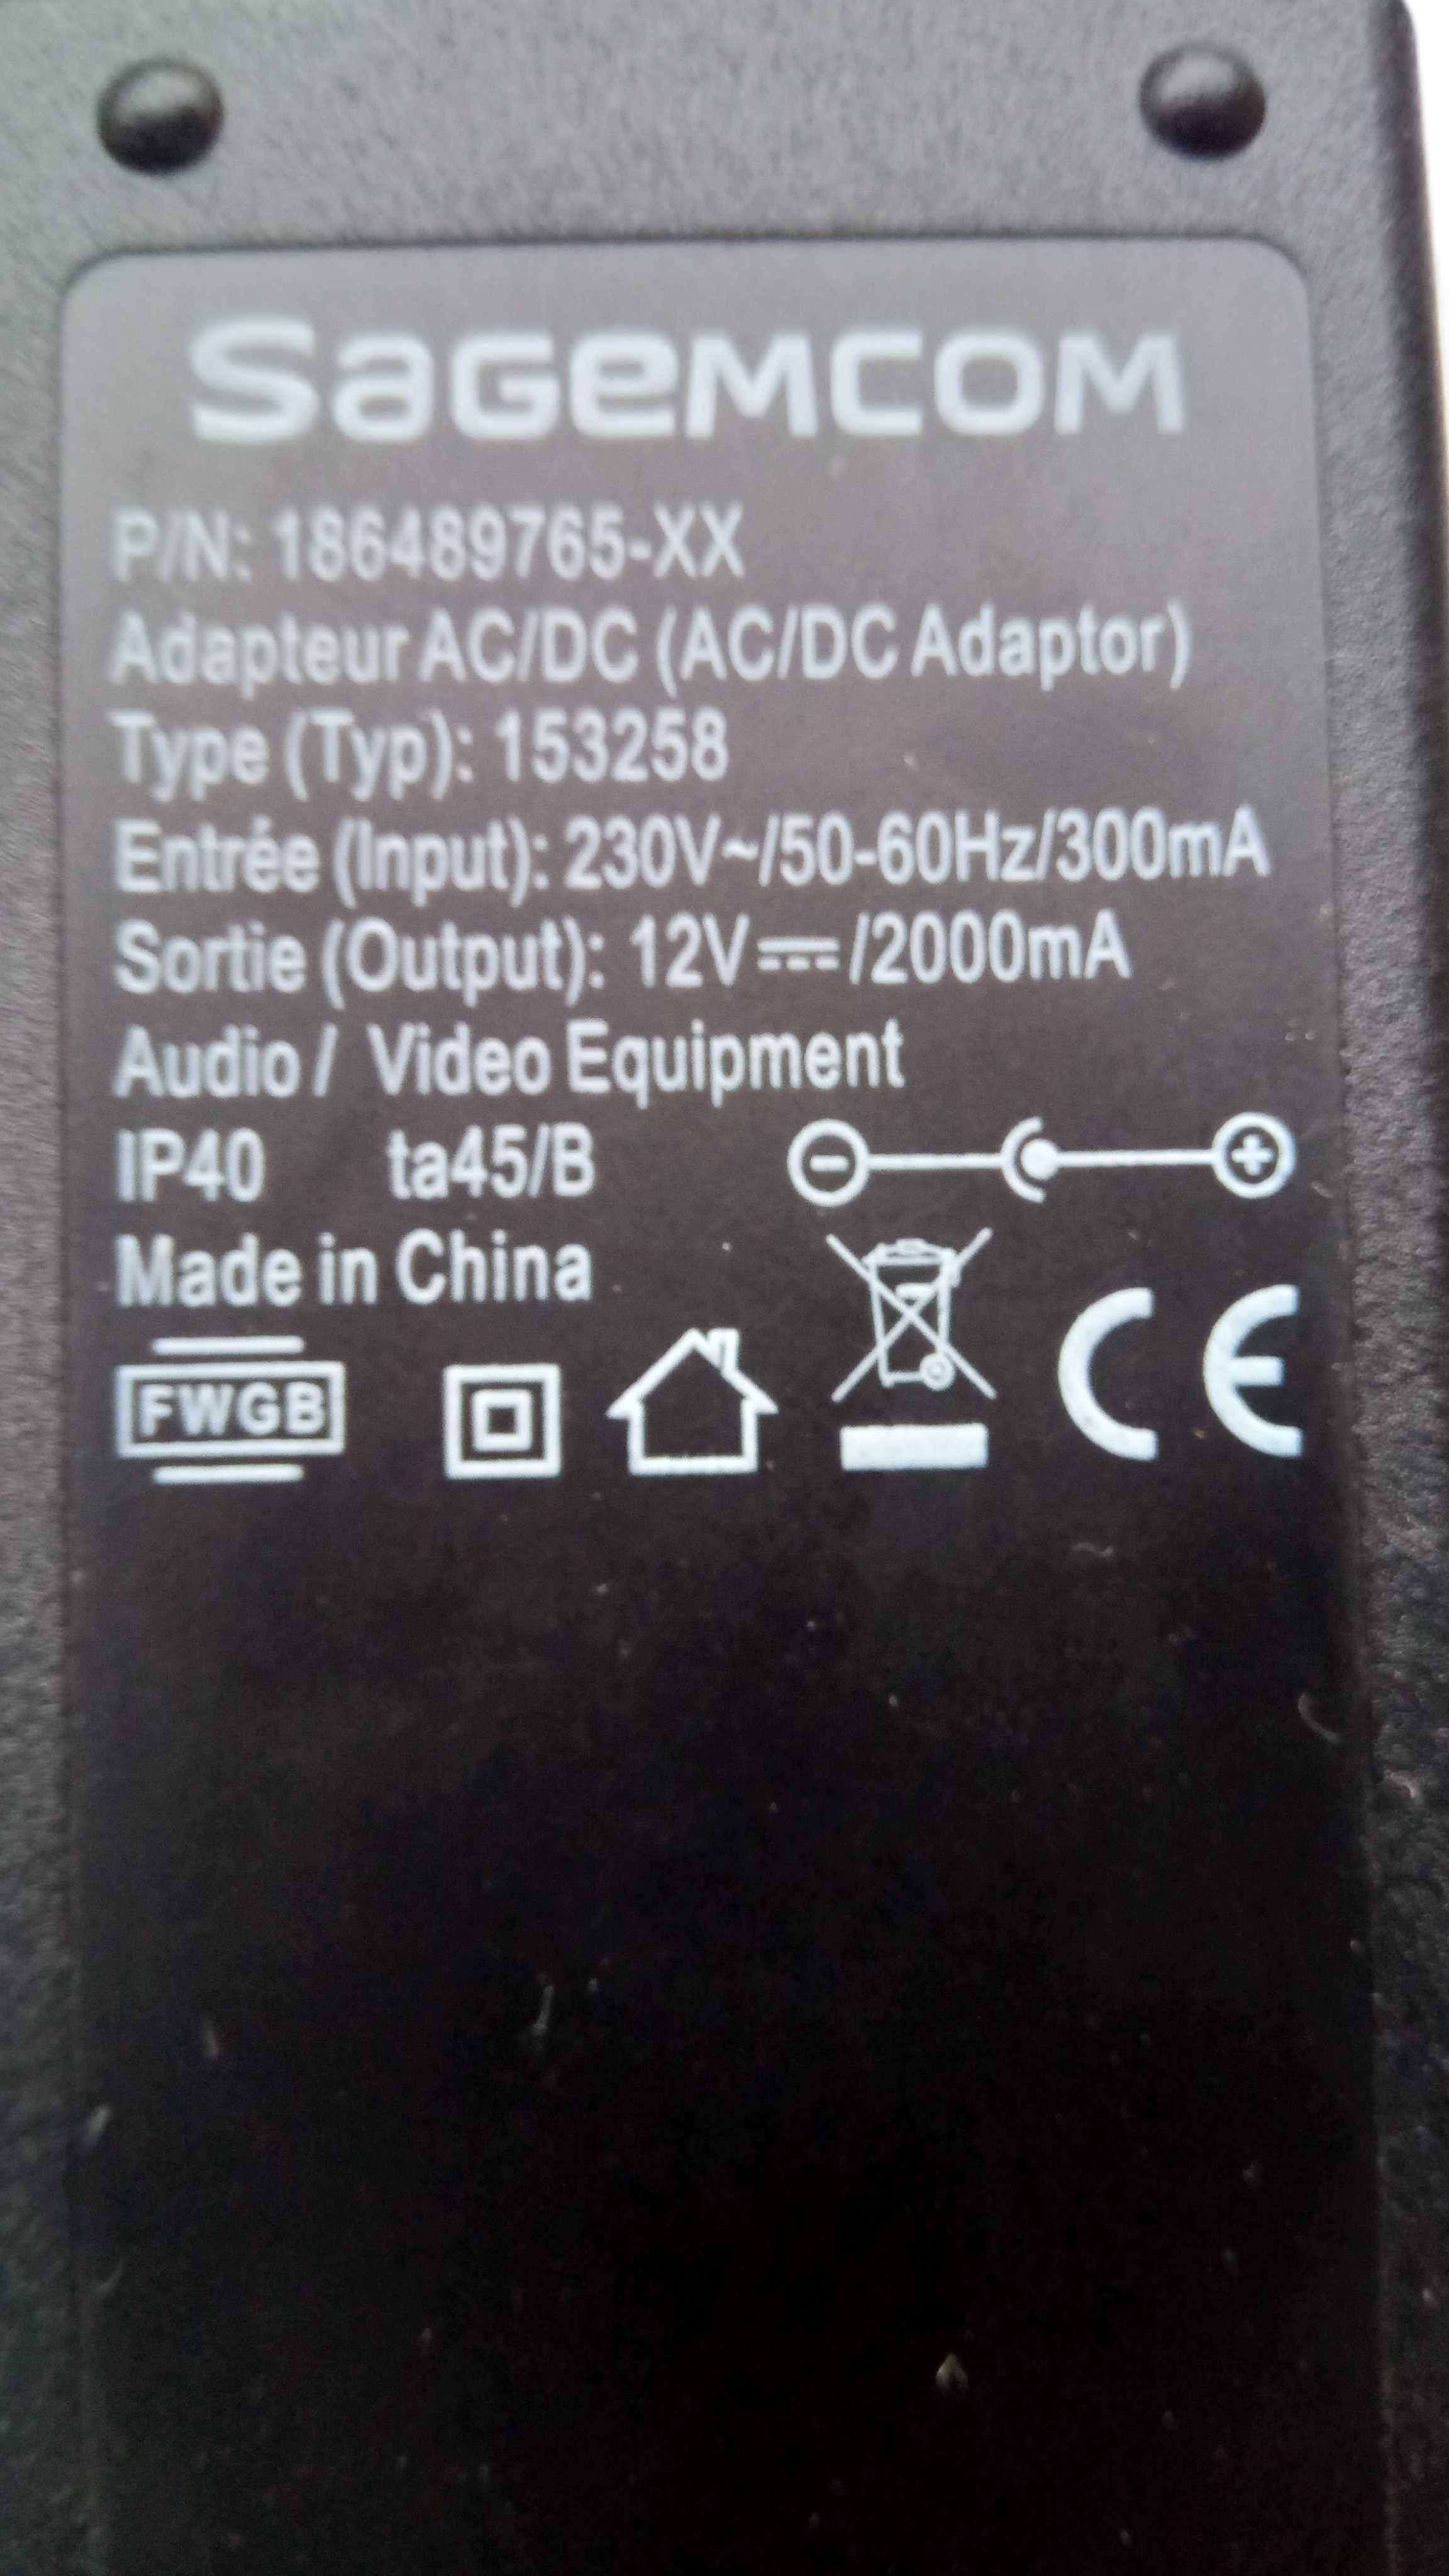 SAGEMCOM
P/N: 186489765-XX
Adapteur AC/DC (AC/DC Adaptor)
Type (Typ): 153258
Entrée (Input): 230V~/50-60Hz/300mA
Sortie (Output): 12V⎓/2000mA
Audio / Video Equipment
IP40 ta45/B
Made in China
FWGB CE